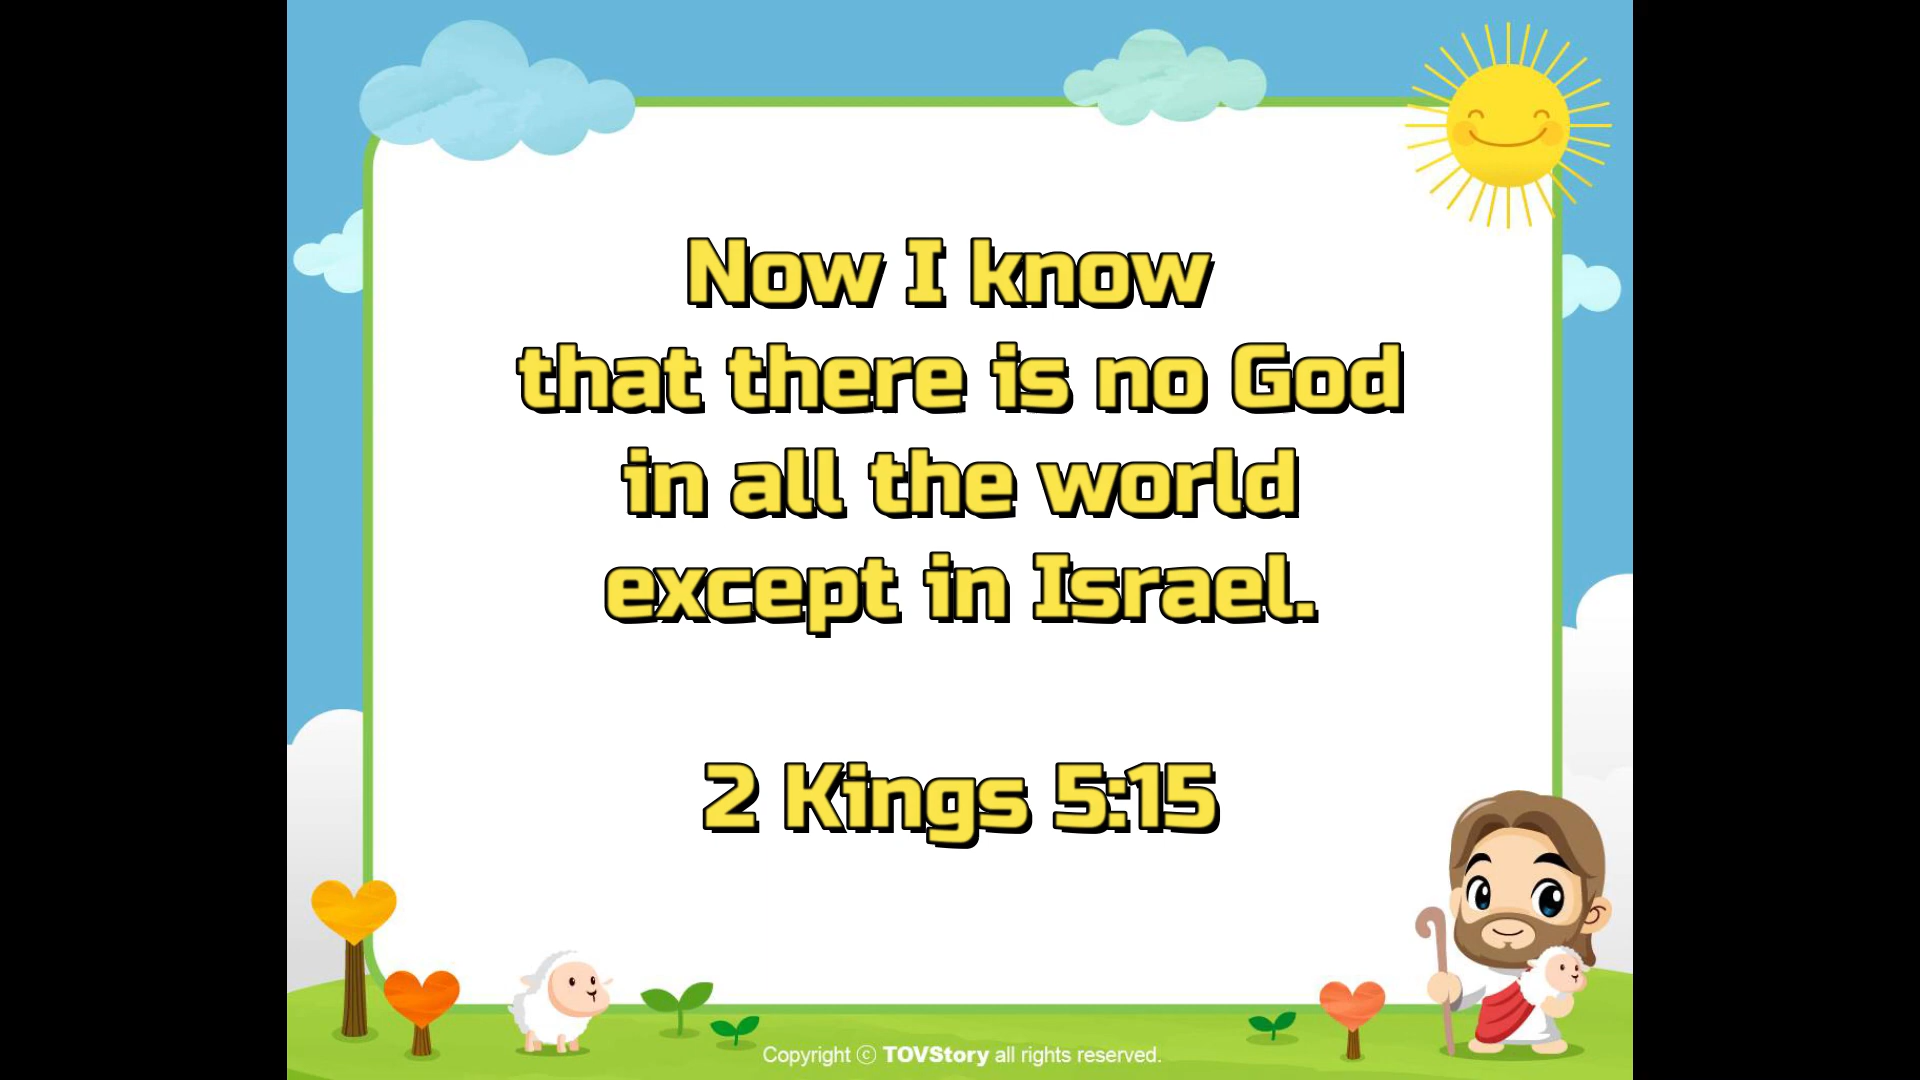 Now I know
that there is no God
in all the world
except in Israel.
2 Kings 5:15
Copyright ⓒ TOVStory all rights reserved.